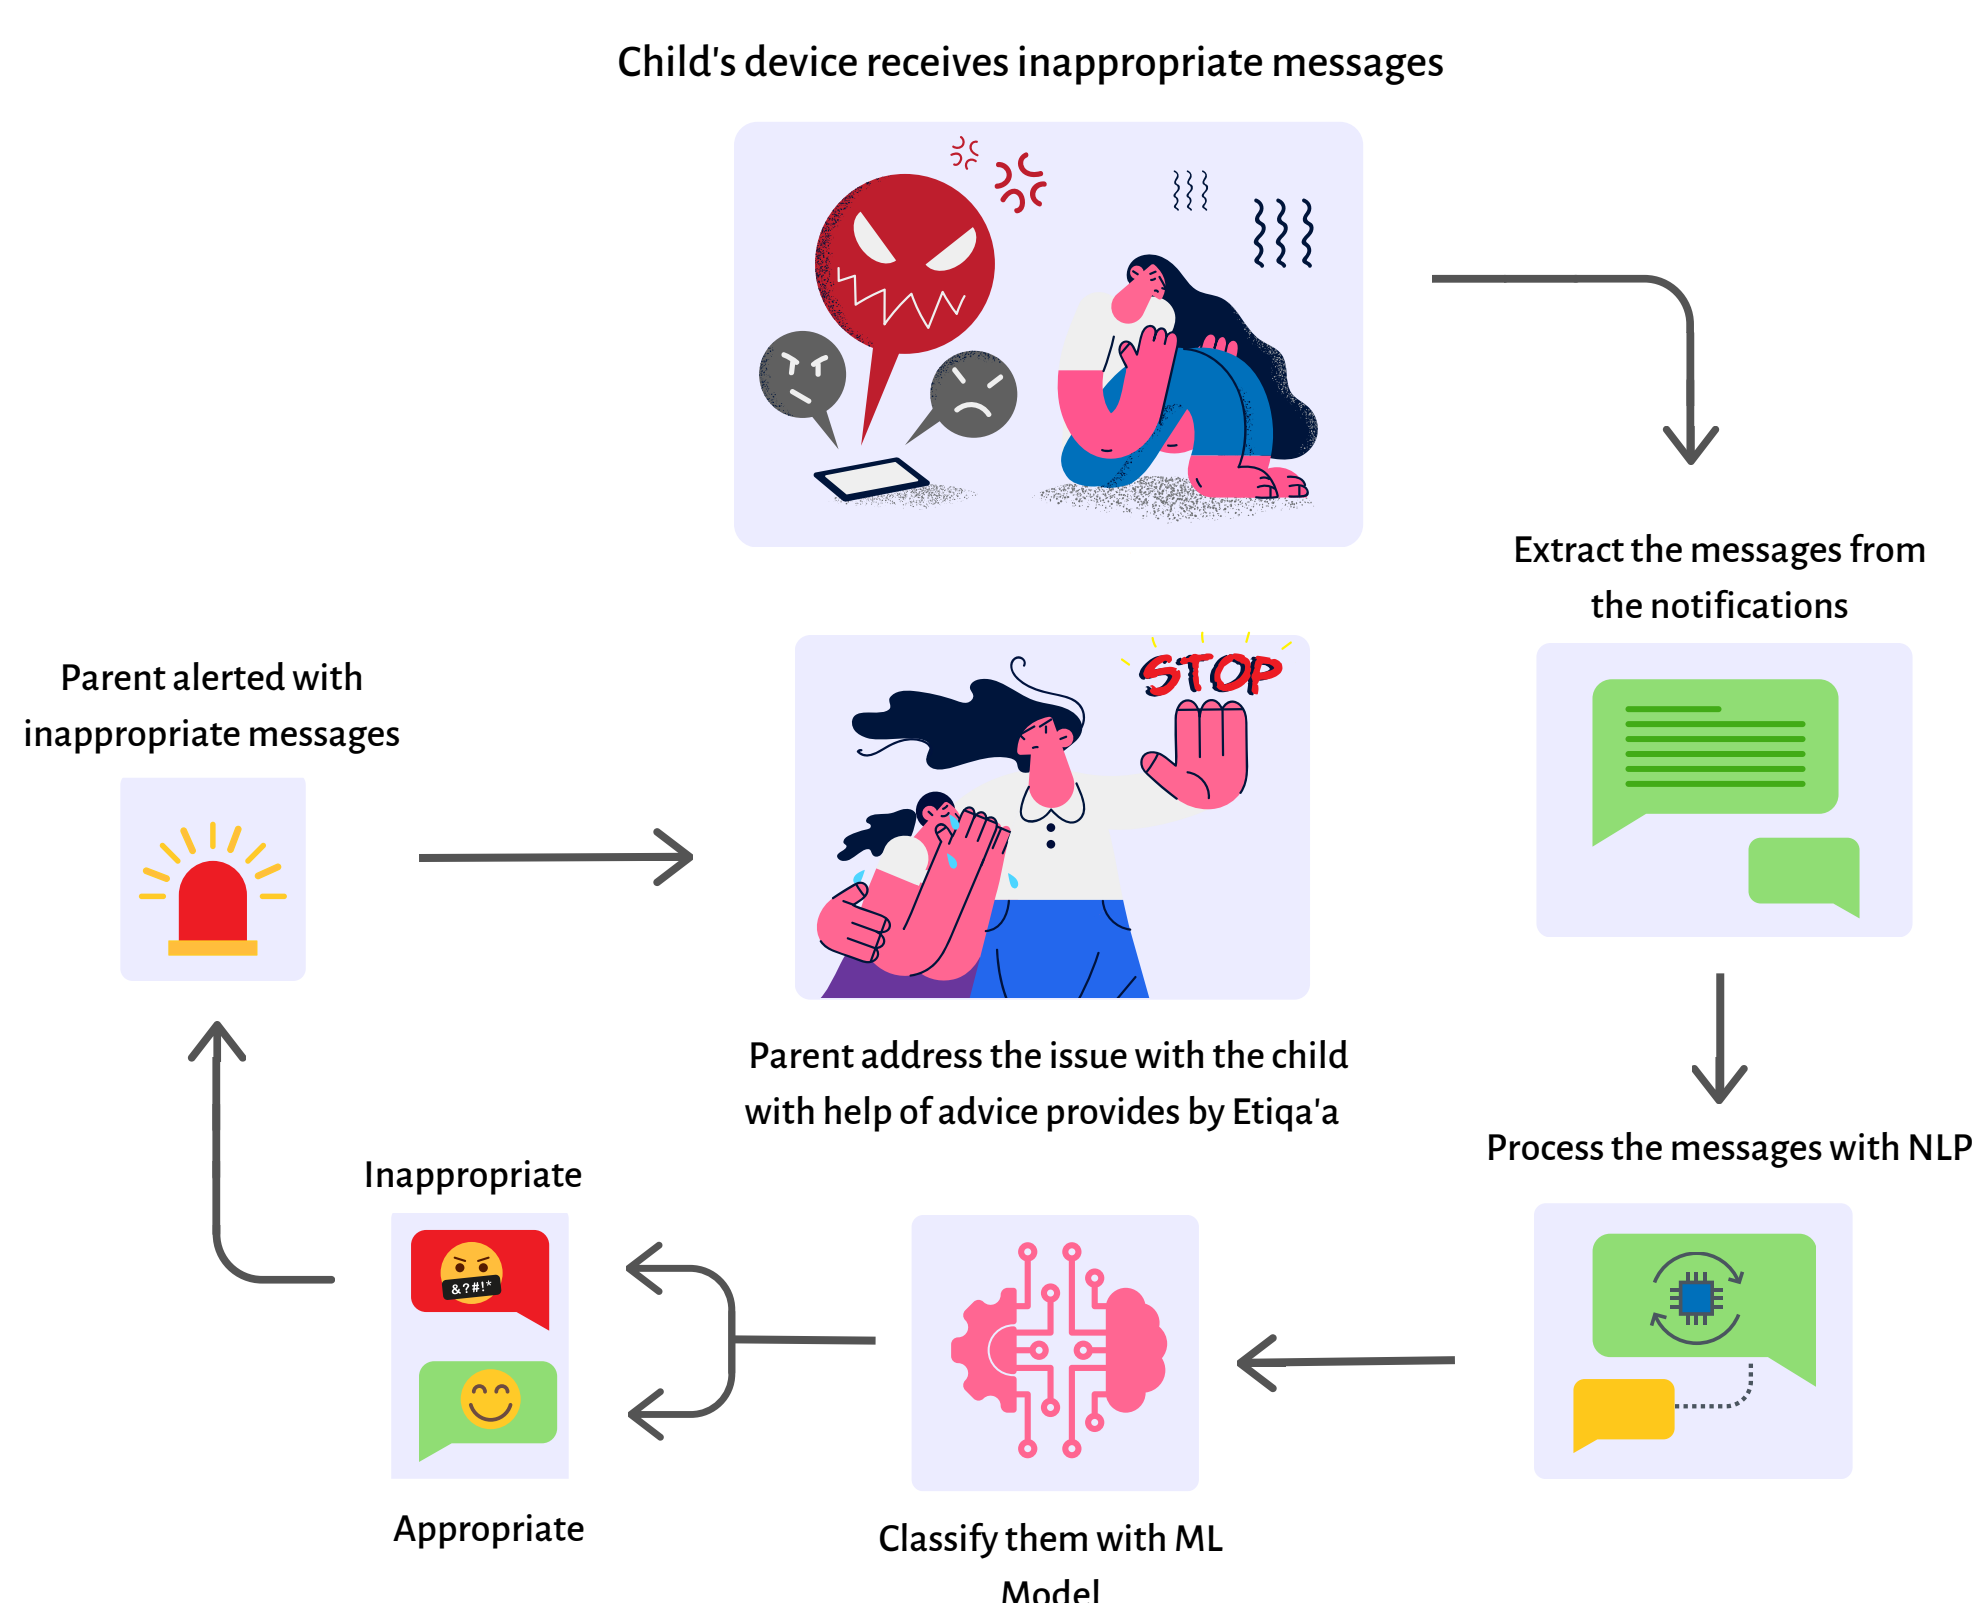 Child's device receives inappropriate messages
Extract the messages from
the notifications
Process the messages with NLP
Classify them with ML
Model
Inappropriate
&?#!*
Appropriate
Parent alerted with
inappropriate messages
STOP
Parent address the issue with the child
with help of advice provides by Etiqa'a